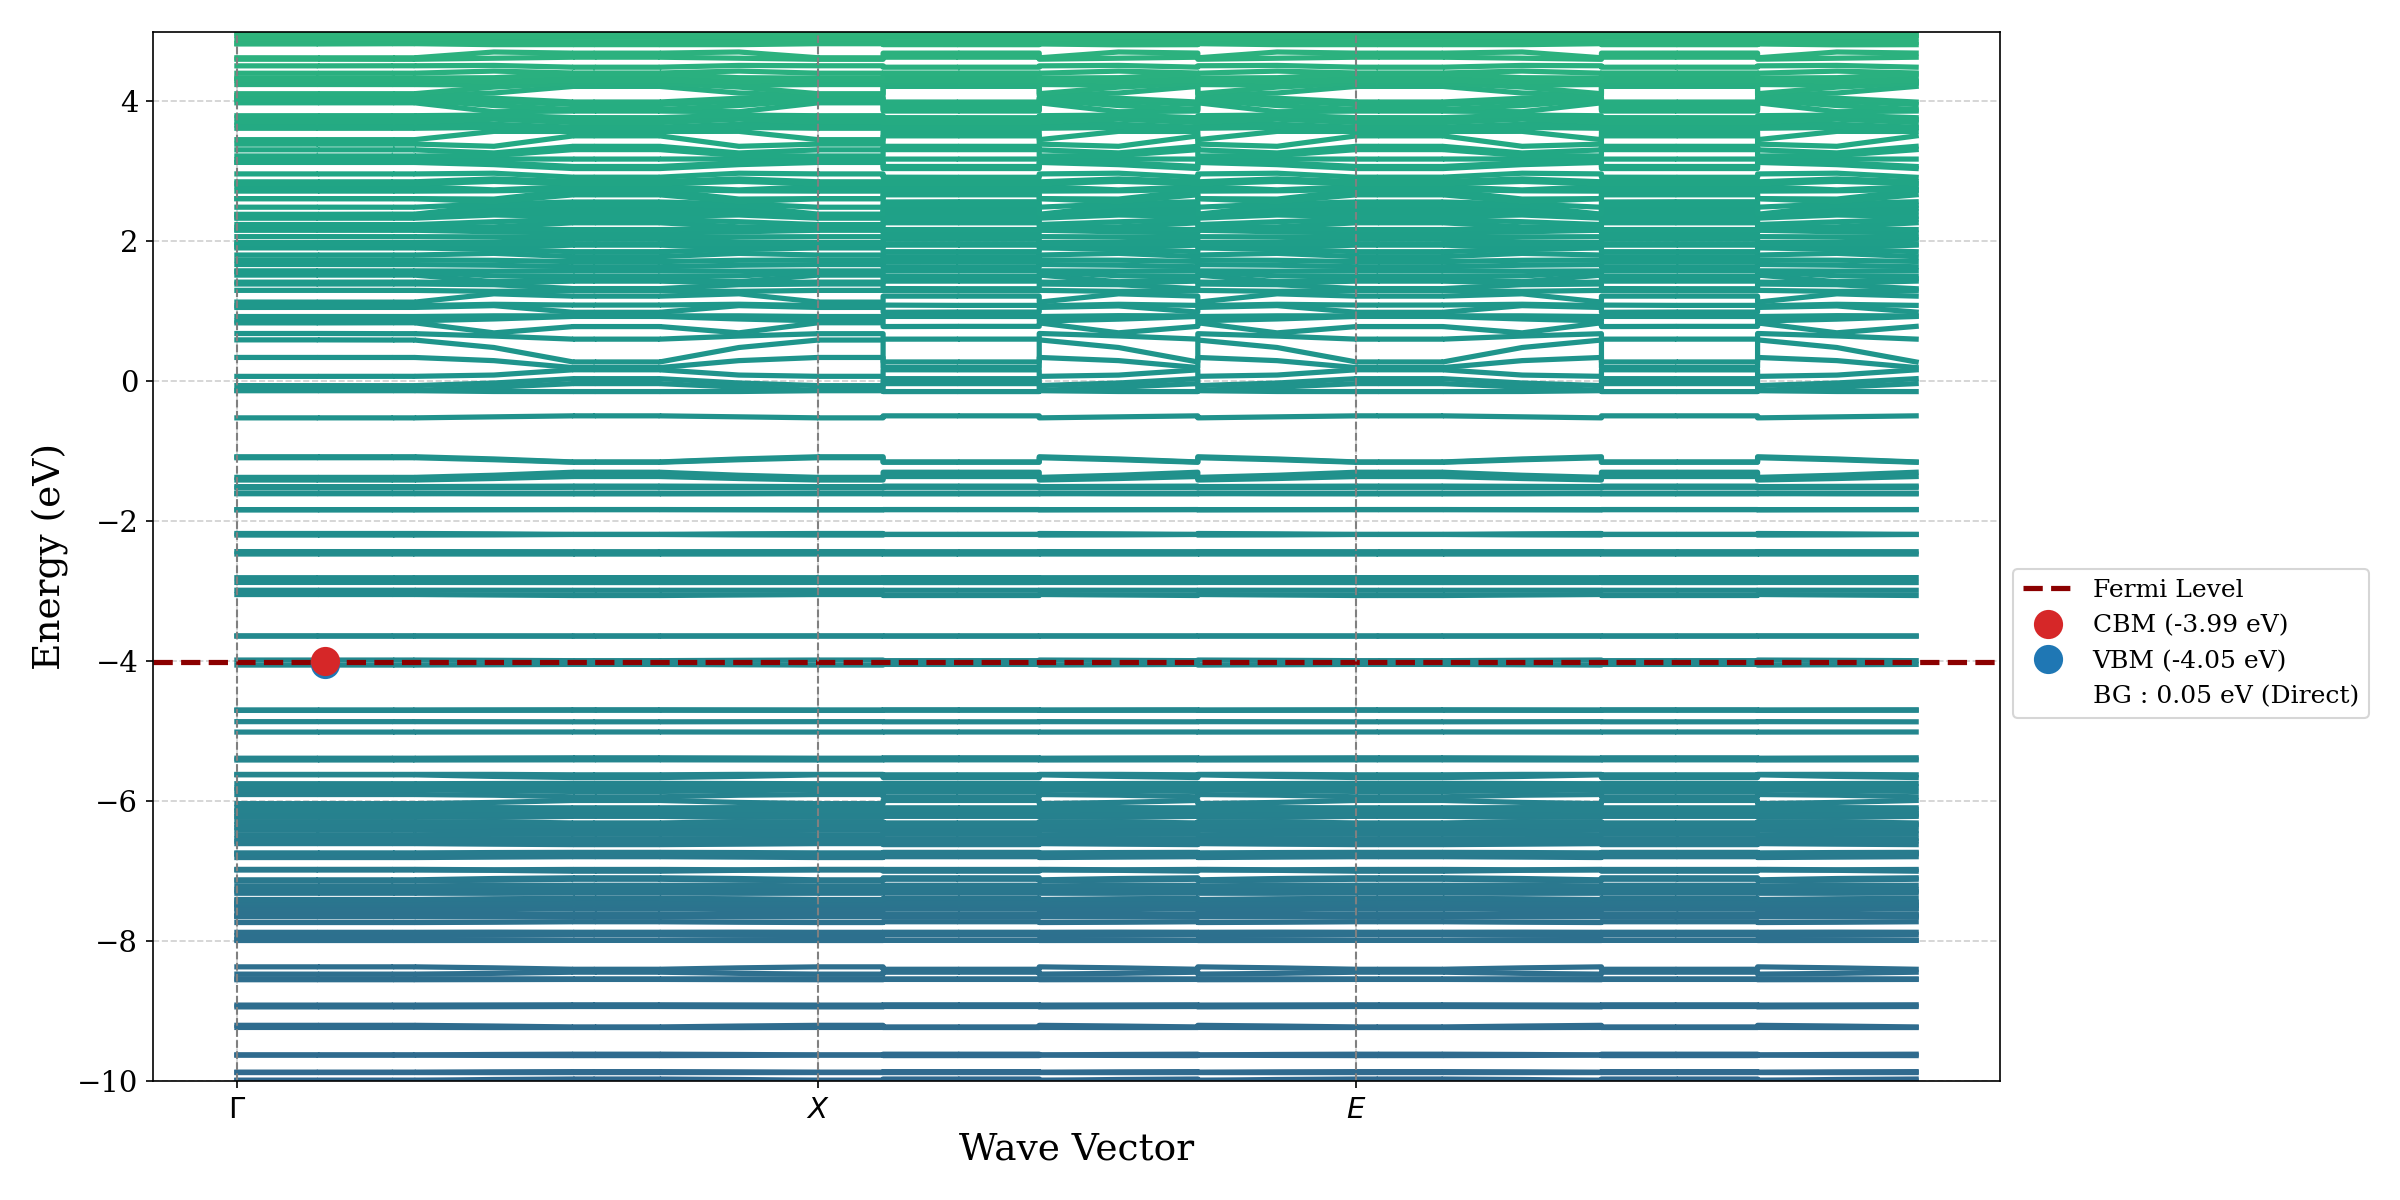 4
2
0
−2
−4
−6
−8
−10
Energy (eV)
Γ
X
E
Wave Vector
Fermi Level
CBM (-3.99 eV)
VBM (-4.05 eV)
BG : 0.05 eV (Direct)